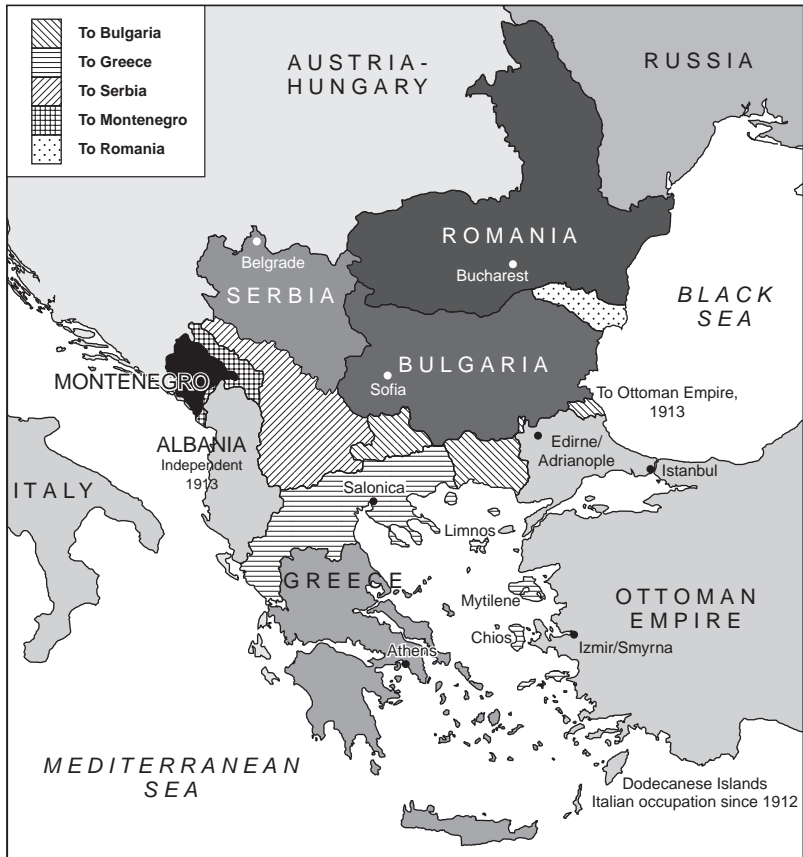 To Bulgaria
To Greece
To Serbia
To Montenegro
To Romania
AUSTRIA-
HUNGARY
RUSSIA
ROMANIA
Bucharest
Belgrade
SERBIA
BLACK
SEA
BULGARIA
Sofia
MONTENEGRO
To Ottoman Empire,
1913
ALBANIA
Independent
1913
Edirne/
Adrianople
Istanbul
ITALY
Salonica
Limnos
GREECE
Mytilene
OTTOMAN
EMPIRE
Chios
Izmir/Smyrna
Athens
MEDITERRANEAN
SEA
Dodecanese Islands
Italian occupation since 1912